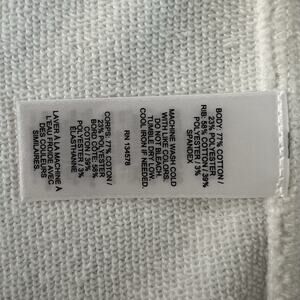 BODY: 77% COTTON /
23% POLYESTER
RIB: 58% COTTON / 39%
POLYESTER / 3%
SPANDEX
MACHINE WASH COLD
WITH LIKE COLORS.
DO NOT BLEACH.
TUMBLE DRY LOW.
COOL IRON IF NEEDED.
RN 134578
CORPS: 77% COTON /
23% POLYESTER
BORD CÔTE: 58%
COTON / 39%
POLYESTER / 3%
ÉLASTHANNE
LAVER À LA MACHINE À
L'EAU FROIDE AVEC
DES COULEURS
SIMILAIRES.